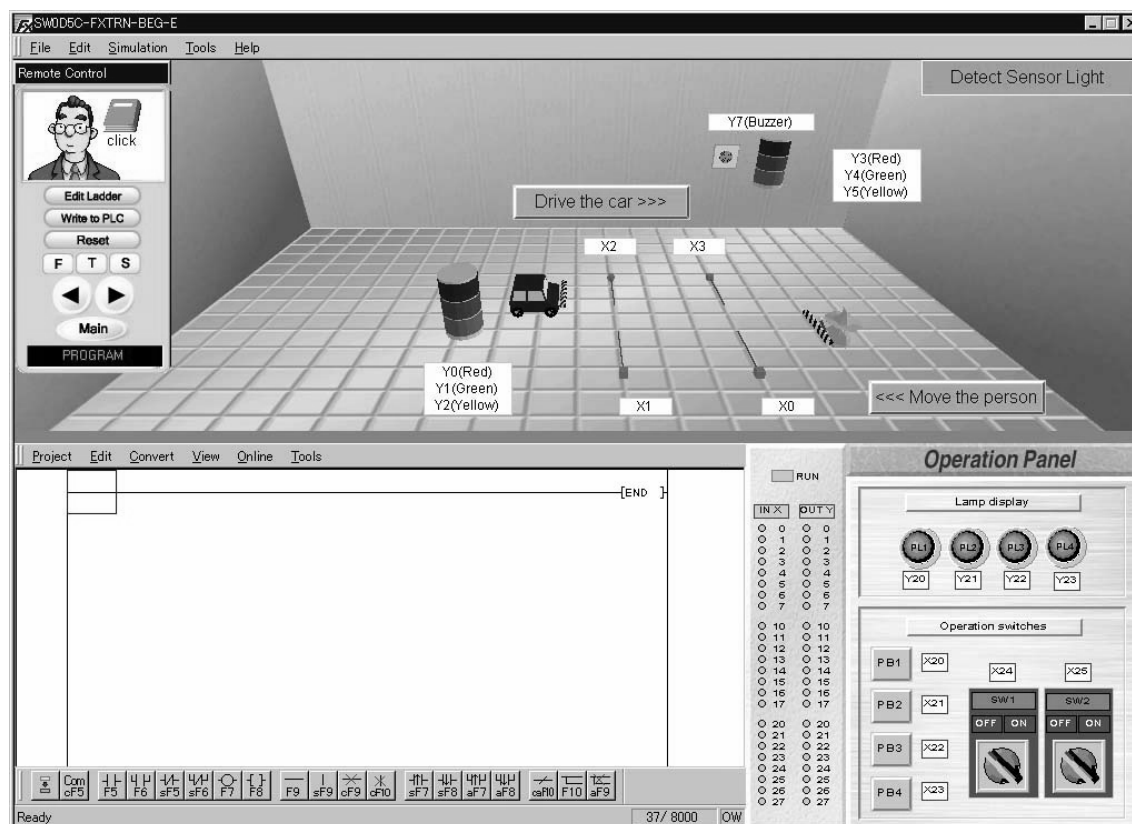 SW0D5C-FXTRN-BEG-E
File Edit Simulation Tools Help
Remote Control
click
Edit Ladder
Write to PLC
Reset
F T S
Main
PROGRAM
Detect Sensor Light
Y7(Buzzer)
Y3(Red)
Y4(Green)
Y5(Yellow)
Drive the car >>>
X2 X3
Y0(Red)
Y1(Green)
Y2(Yellow)
X1 X0
<<< Move the person
Project Edit Convert View Online Tools
[END ]
RUN
IN X OUT Y
0 0
1 1
2 2
3 3
4 4
5 5
6 6
7 7
10 10
11 11
12 12
13 13
14 14
15 15
16 16
17 17
20 20
21 21
22 22
23 23
24 24
25 25
26 26
27 27
Operation Panel
Lamp display
PL1 PL2 PL3 PL4
Y20 Y21 Y22 Y23
Operation switches
PB1 X20
PB2 X21
PB3 X22
PB4 X23
X24 X25
SW1 SW2
OFF ON OFF ON
Com
cF5 F5 F6 sF5 sF6 F7 F8 F9 sF9 cF9 cF10 sF7 sF8 aF7 aF8 caF10 F10 aF9
Ready 37/ 8000 OW